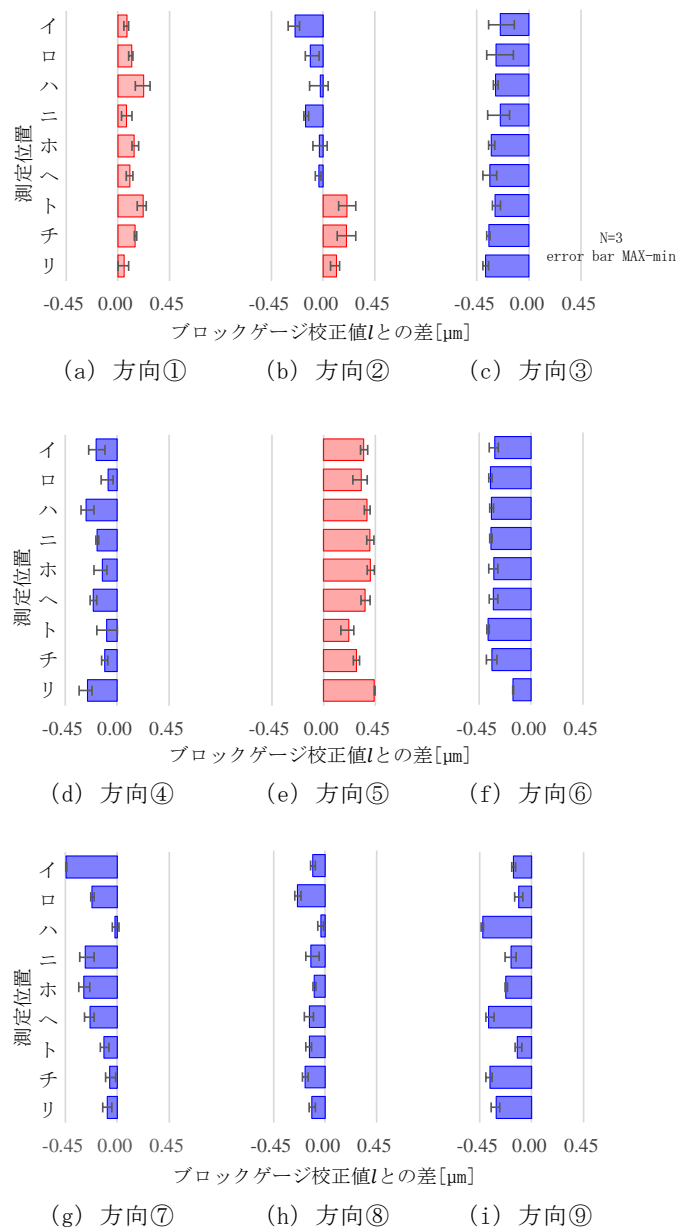 イ
ロ
ハ
ニ
ホ
ヘ
ト
チ
リ
測定位置
N=3
error bar MAX-min
-0.45 0.00 0.45 -0.45 0.00 0.45 -0.45 0.00 0.45
ブロックゲージ校正値lとの差[μm]
(a) 方向① (b) 方向② (c) 方向③
イ
ロ
ハ
ニ
ホ
ヘ
ト
チ
リ
測定位置
-0.45 0.00 0.45 -0.45 0.00 0.45 -0.45 0.00 0.45
ブロックゲージ校正値lとの差[μm]
(d) 方向④ (e) 方向⑤ (f) 方向⑥
イ
ロ
ハ
ニ
ホ
ヘ
ト
チ
リ
測定位置
-0.45 0.00 0.45 -0.45 0.00 0.45 -0.45 0.00 0.45
ブロックゲージ校正値lとの差[μm]
(g) 方向⑦ (h) 方向⑧ (i) 方向⑨